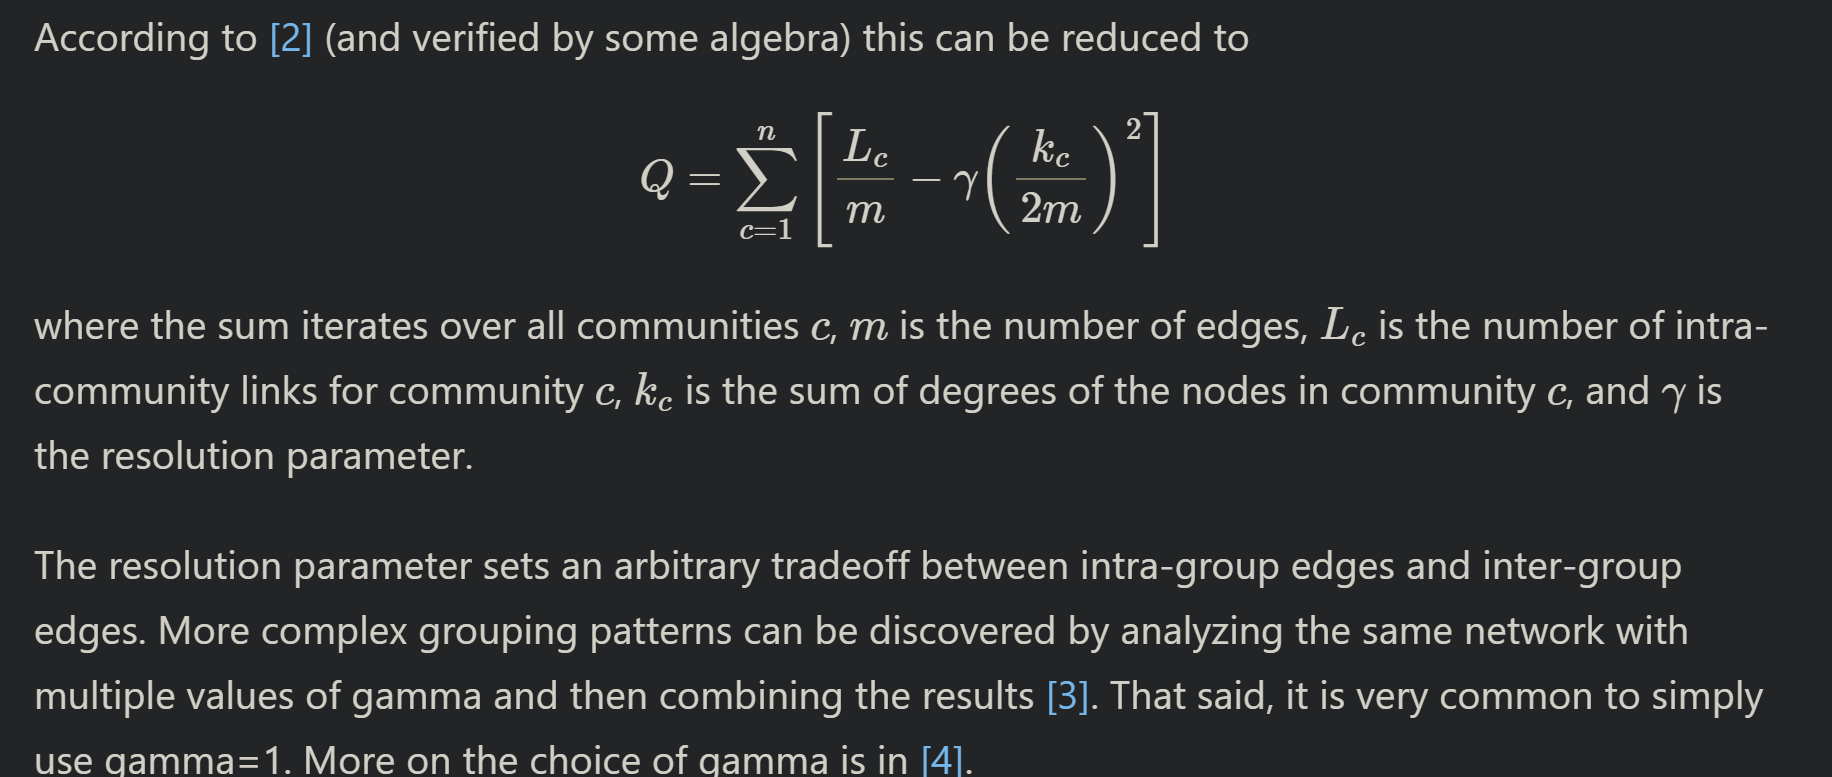 According to [2] (and verified by some algebra) this can be reduced to
Q = \sum_{c=1}^{n} \left[ \frac{L_c}{m} - \gamma \left( \frac{k_c}{2m} \right)^2 \right]
where the sum iterates over all communities c, m is the number of edges, L_c is the number of intra-
community links for community c, k_c is the sum of degrees of the nodes in community c, and γ is
the resolution parameter.
The resolution parameter sets an arbitrary tradeoff between intra-group edges and inter-group
edges. More complex grouping patterns can be discovered by analyzing the same network with
multiple values of gamma and then combining the results [3]. That said, it is very common to simply
use gamma=1. More on the choice of gamma is in [4].